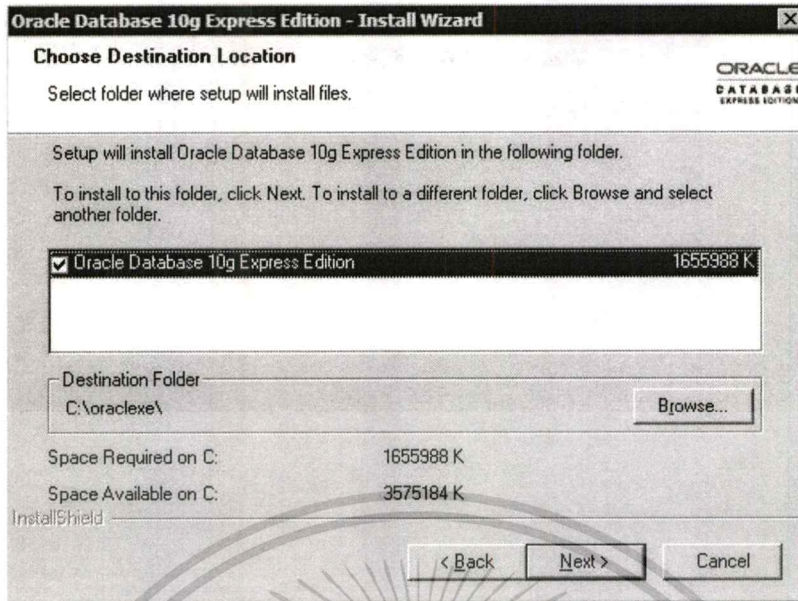 Oracle Database 10g Express Edition - Install Wizard
Choose Destination Location
Select folder where setup will install files.
ORACLE
DATABASE
EXPRESS EDITION
Setup will install Oracle Database 10g Express Edition in the following folder.
To install to this folder, click Next. To install to a different folder, click Browse and select
another folder.
Oracle Database 10g Express Edition 1655988 K
Destination Folder
C:\oraclexe\
Browse...
Space Required on C: 1655988 K
Space Available on C: 3575184 K
InstallShield
< Back Next > Cancel